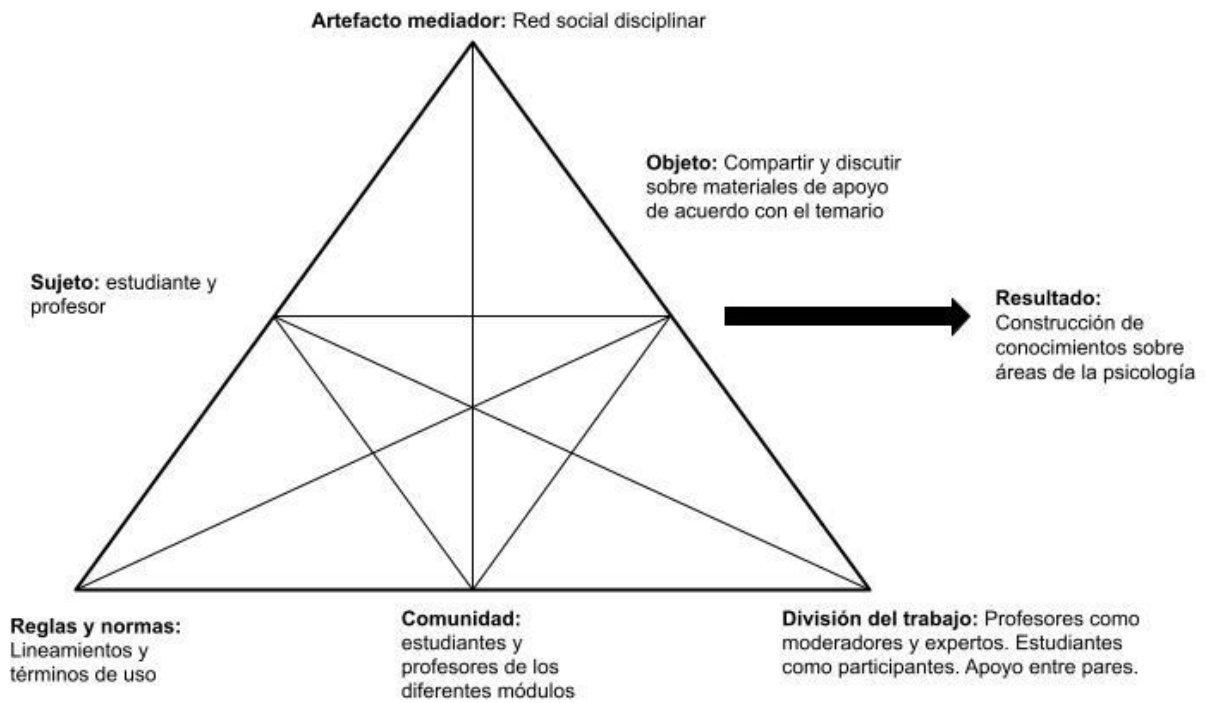 Artefacto mediador: Red social disciplinar
Objeto: Compartir y discutir
sobre materiales de apoyo
de acuerdo con el temario
Sujeto: estudiante y
profesor
Resultado:
Construcción de
conocimientos sobre
áreas de la psicología
Reglas y normas:
Lineamientos y
términos de uso
Comunidad:
estudiantes y
profesores de los
diferentes módulos
División del trabajo: Profesores como
moderadores y expertos. Estudiantes
como participantes. Apoyo entre pares.